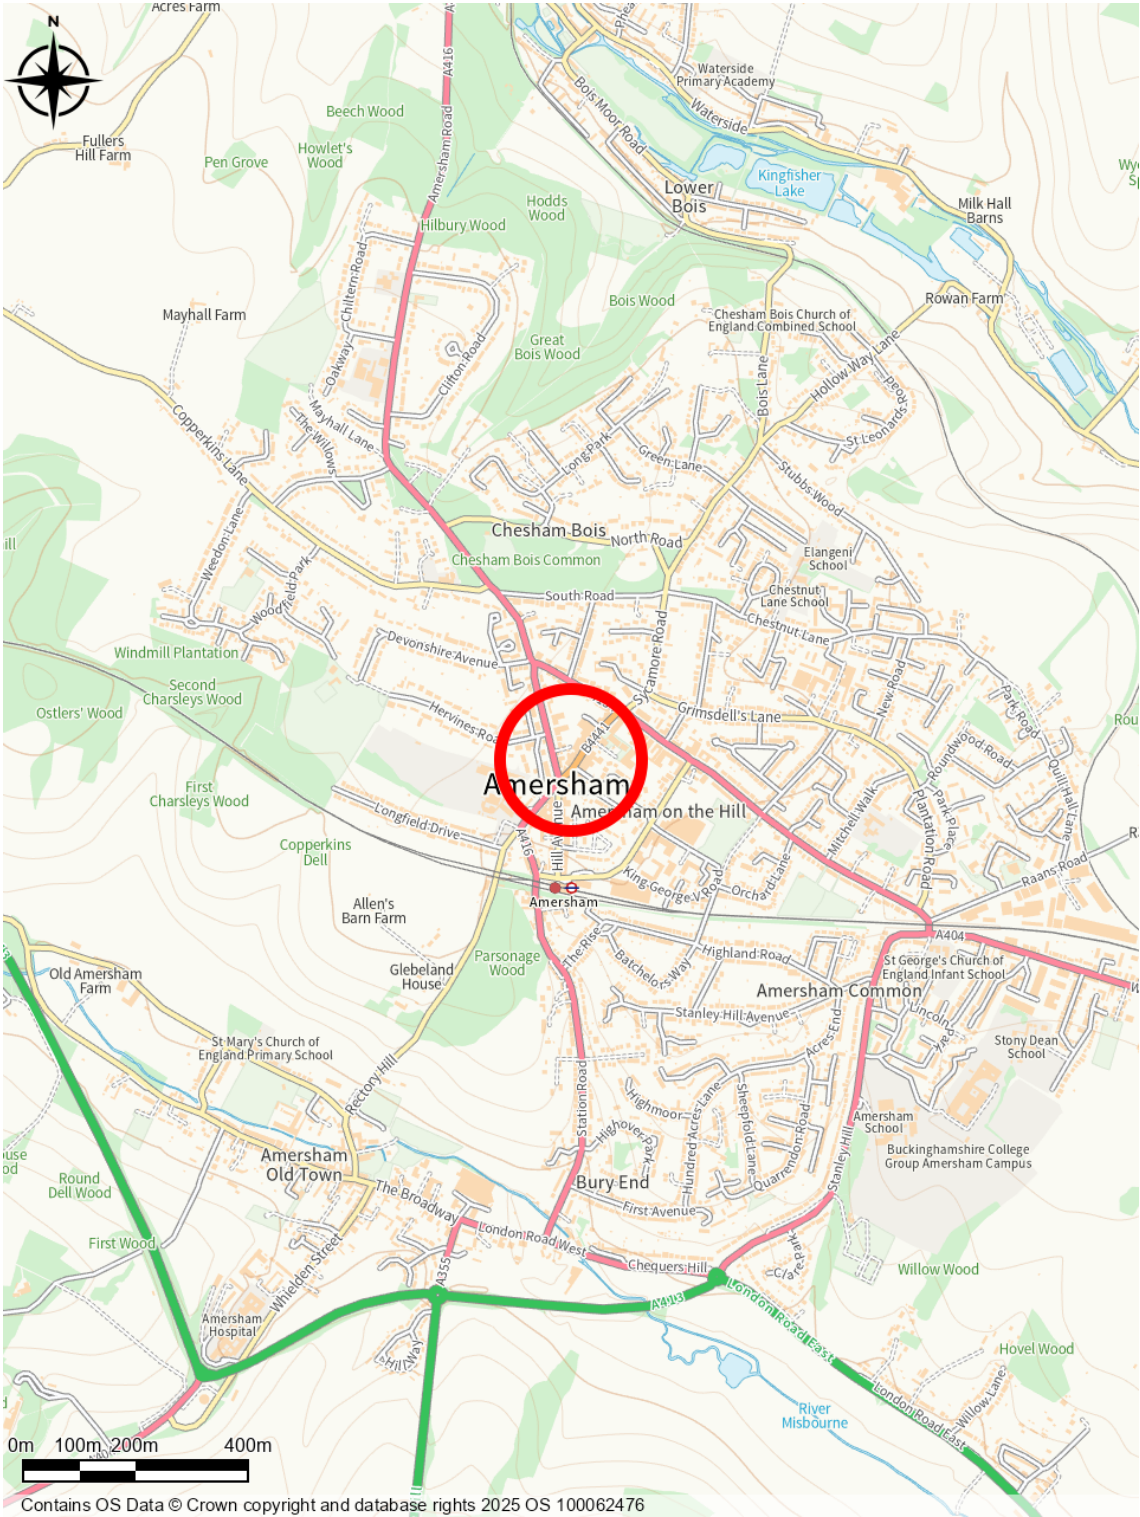 Acres Farm
N
A416
Amersham Road
Beech Wood
Fullers
Hill Farm
Pen Grove
Howlet's
Wood
Hilbury Wood
Hodds
Wood
Bois Moor Road
Waterside
Primary Academy
Waterside
Lower
Bois
Kingfisher
Lake
Milk Hall
Barns
Rowan Farm
Mayhall Farm
Chiltern Road
Oakway
Clifton Road
Bois Wood
Great
Bois Wood
Chesham Bois Church of
England Combined School
Hollow Way Lane
Bois Lane
St Leonards Road
Mayhall Lane
The Willows
Copperkins Lane
Long Park
Green Lane
Stubbs Wood
Weedon Lane
Chesham Bois
North Road
Chesham Bois Common
Elangeni
School
Chestnut
Lane School
Woodfield Park
South Road
Chestnut Lane
Sycamore Road
Devonshire Avenue
Windmill Plantation
Second
Charsleys Wood
Ostlers' Wood
Hervines Road
Grimsdell's Lane
New Road
Park Road
Roundwood Road
Quill Hall Lane
B4441
Amersham
Amersham on the Hill
First
Charsleys Wood
Longfield Drive
Hill Avenue
A416
Copperkins
Dell
Mitchell Walk
Plantation Road
Park Place
Raans Road
King George V Road
Orchard Lane
Amersham
Allen's
Barn Farm
The Rise
Batchelors Way
Highland Road
A404
St George's Church of
England Infant School
Parsonage
Wood
Glebeland
House
Old Amersham
Farm
Amersham Common
Stanley Hill Avenue
Acres End
Lincoln Park
Stony Dean
School
St Mary's Church of
England Primary School
Rectory Hill
Station Road
Highmoor
Highover Park
Hundred Acres Lane
Sheepfold Lane
Quarrendon Road
Stanley Hill
Amersham
School
Buckinghamshire College
Group Amersham Campus
Amersham
Old Town
Round
Dell Wood
The Broadway
Bury End
First Avenue
London Road West
Chequers Hill
First Wood
Whielden Street
A355
Clare Park
Willow Wood
A413
London Road East
Amersham
Hospital
Hill Way
Hovel Wood
London Road East
Willow Lane
River
Misbourne
0m 100m 200m 400m
Contains OS Data © Crown copyright and database rights 2025 OS 100062476